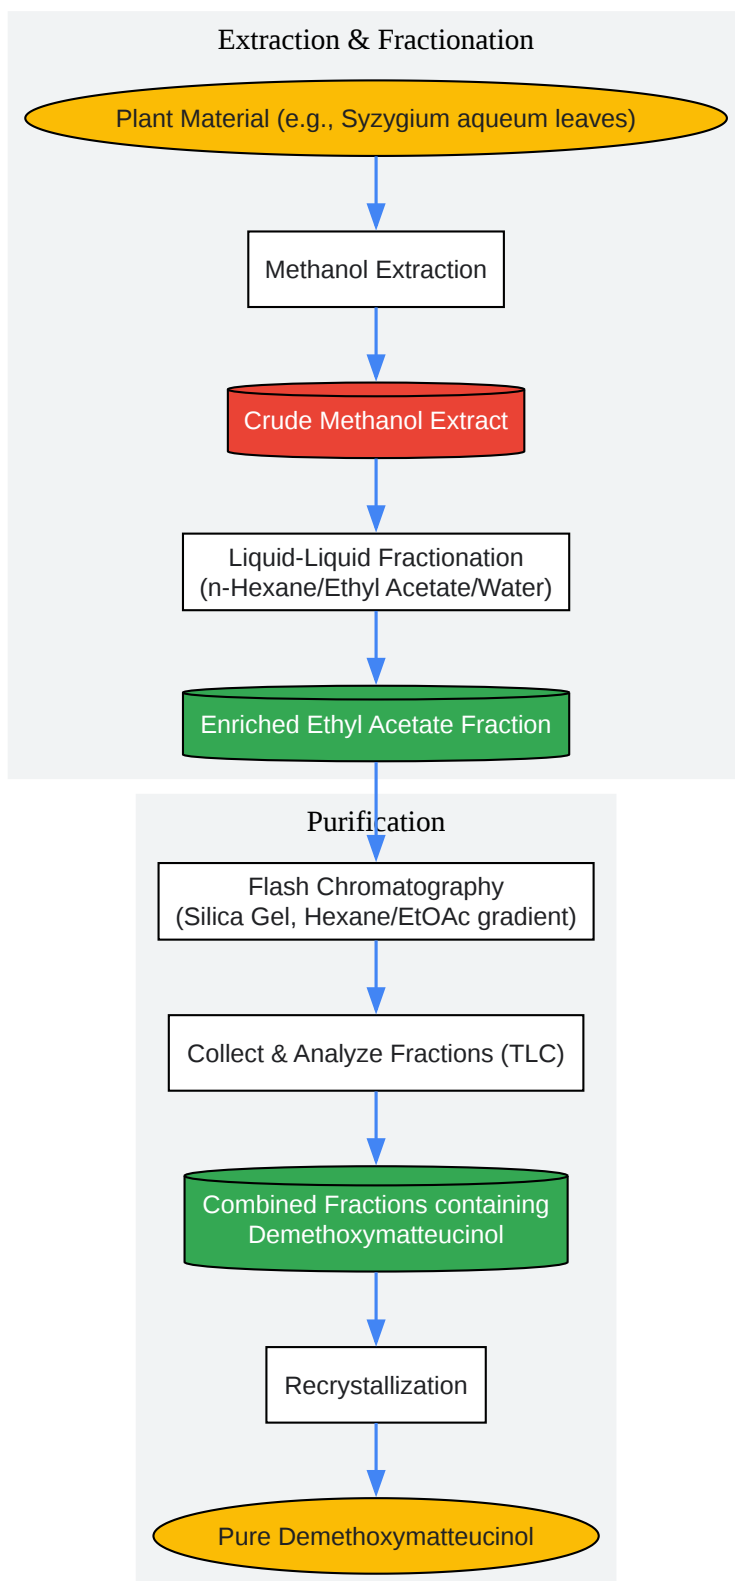 Extraction & Fractionation
Plant Material (e.g., Syzygium aqueum leaves)
Methanol Extraction
Crude Methanol Extract
Liquid-Liquid Fractionation
(n-Hexane/Ethyl Acetate/Water)
Enriched Ethyl Acetate Fraction
Purification
Flash Chromatography
(Silica Gel, Hexane/EtOAc gradient)
Collect & Analyze Fractions (TLC)
Combined Fractions containing
Demethoxymatteucinol
Recrystallization
Pure Demethoxymatteucinol